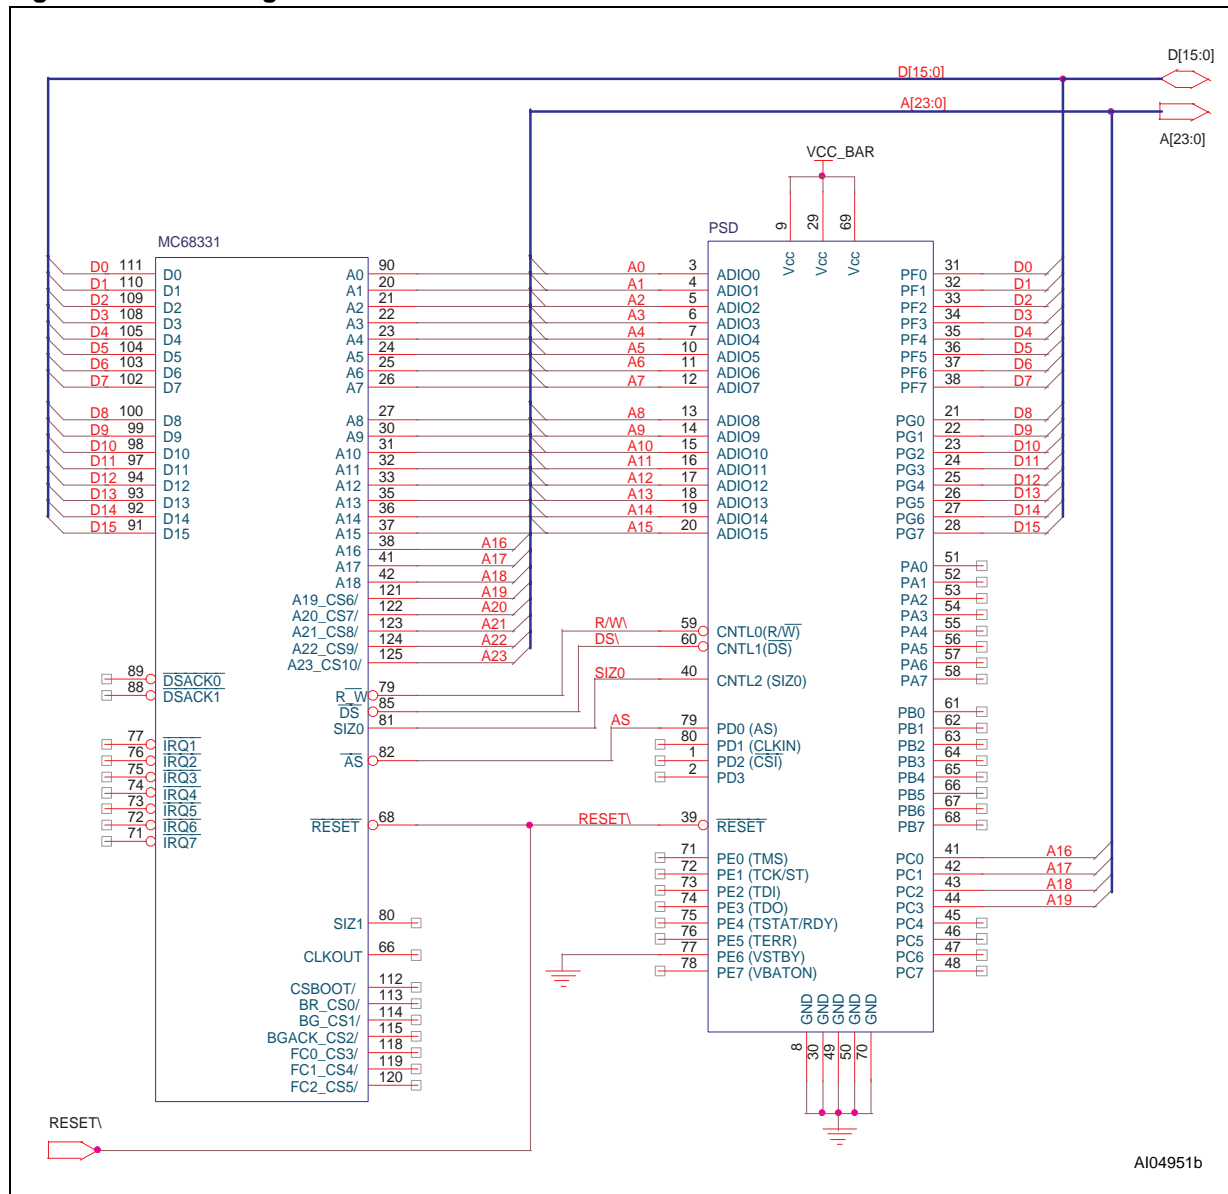 D[15:0]
D[15:0]
A[23:0]
A[23:0]
VCC_BAR
MC68331
D0 111 D0
D1 110 D1
D2 109 D2
D3 108 D3
D4 105 D4
D5 104 D5
D6 103 D6
D7 102 D7
D8 100 D8
D9 99 D9
D10 98 D10
D11 97 D11
D12 94 D12
D13 93 D13
D14 92 D14
D15 91 D15
89 DSACK0
88 DSACK1
77 IRQ1
76 IRQ2
75 IRQ3
74 IRQ4
73 IRQ5
72 IRQ6
71 IRQ7
A0 90
A1 20
A2 21
A3 22
A4 23
A5 24
A6 25
A7 26
A8 27
A9 30
A10 31
A11 32
A12 33
A13 35
A14 36
A15 37
A16 38 A16
A17 41 A17
A18 42 A18
A19_CS6/ 121 A19
A20_CS7/ 122 A20
A21_CS8/ 123 A21
A22_CS9/ 124 A22
A23_CS10/ 125 A23
R_W 79
DS 85
SIZ0 81
AS 82
RESET 68
SIZ1 80
CLKOUT 66
CSBOOT/ 112
BR_CS0/ 113
BG_CS1/ 114
BGACK_CS2/ 115
FC0_CS3/ 118
FC1_CS4/ 119
FC2_CS5/ 120
PSD
9 29 69
Vcc Vcc Vcc
A0 3 ADIO0
A1 4 ADIO1
A2 5 ADIO2
A3 6 ADIO3
A4 7 ADIO4
A5 10 ADIO5
A6 11 ADIO6
A7 12 ADIO7
A8 13 ADIO8
A9 14 ADIO9
A10 15 ADIO10
A11 16 ADIO11
A12 17 ADIO12
A13 18 ADIO13
A14 19 ADIO14
A15 20 ADIO15
R/W\ 59 CNTL0(R/W)
DS\ 60 CNTL1(DS)
SIZ0 40 CNTL2 (SIZ0)
AS 79 PD0 (AS)
80 PD1 (CLKIN)
1 PD2 (CSI)
2 PD3
RESET\ 39 RESET
71 PE0 (TMS)
72 PE1 (TCK/ST)
73 PE2 (TDI)
74 PE3 (TDO)
75 PE4 (TSTAT/RDY)
76 PE5 (TERR)
77 PE6 (VSTBY)
78 PE7 (VBATON)
PF0 31 D0
PF1 32 D1
PF2 33 D2
PF3 34 D3
PF4 35 D4
PF5 36 D5
PF6 37 D6
PF7 38 D7
PG0 21 D8
PG1 22 D9
PG2 23 D10
PG3 24 D11
PG4 25 D12
PG5 26 D13
PG6 27 D14
PG7 28 D15
PA0 51
PA1 52
PA2 53
PA3 54
PA4 55
PA5 56
PA6 57
PA7 58
PB0 61
PB1 62
PB2 63
PB3 64
PB4 65
PB5 66
PB6 67
PB7 68
PC0 41 A16
PC1 42 A17
PC2 43 A18
PC3 44 A19
PC4 45
PC5 46
PC6 47
PC7 48
GND GND GND GND GND
8 30 49 50 70
RESET\
AI04951b